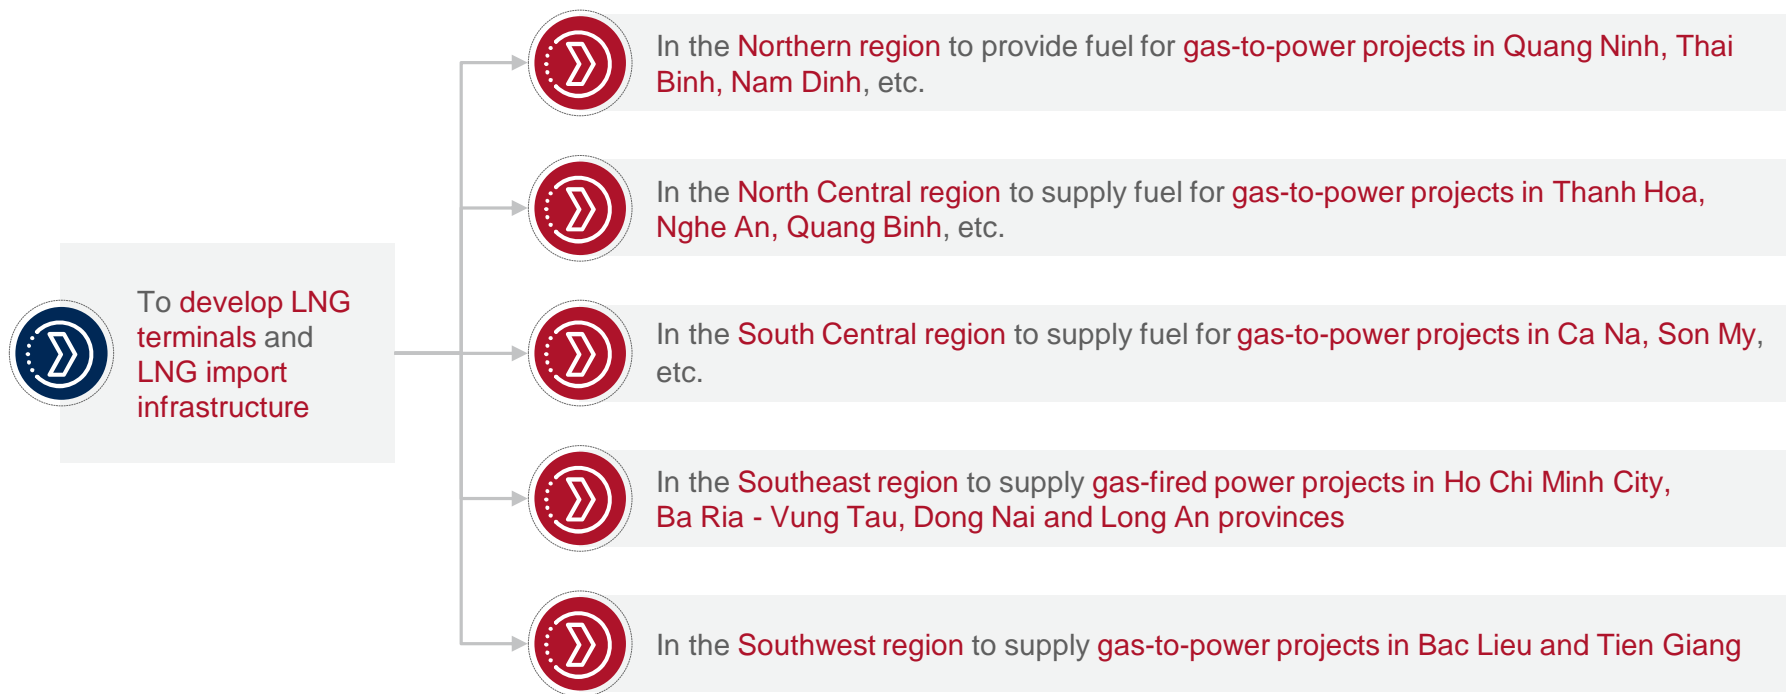 To develop LNG
terminals and
LNG import
infrastructure
In the Northern region to provide fuel for gas-to-power projects in Quang Ninh, Thai
Binh, Nam Dinh, etc.
In the North Central region to supply fuel for gas-to-power projects in Thanh Hoa,
Nghe An, Quang Binh, etc.
In the South Central region to supply fuel for gas-to-power projects in Ca Na, Son My,
etc.
In the Southeast region to supply gas-fired power projects in Ho Chi Minh City,
Ba Ria - Vung Tau, Dong Nai and Long An provinces
In the Southwest region to supply gas-to-power projects in Bac Lieu and Tien Giang